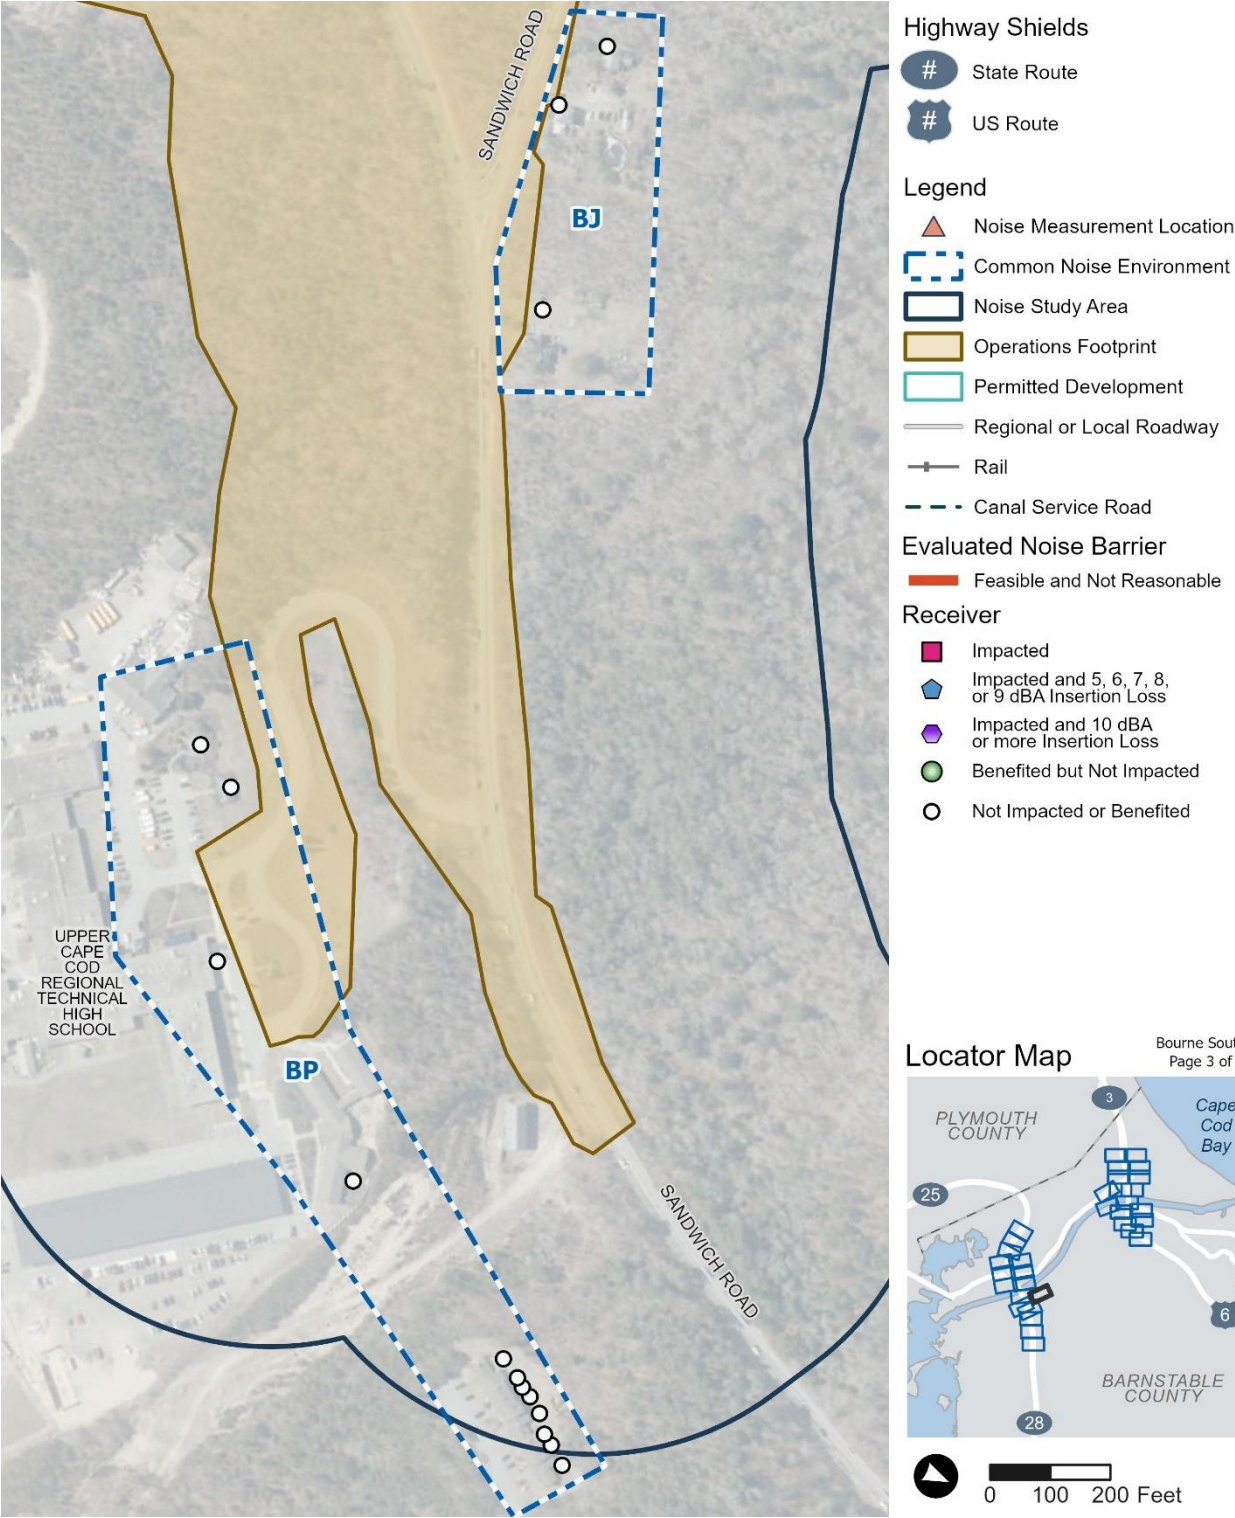 SANDWICH ROAD
BJ
UPPER
CAPE
COD
REGIONAL
TECHNICAL
HIGH
SCHOOL
BP
SANDWICH ROAD
Highway Shields
# State Route
# US Route
Legend
Noise Measurement Location
Common Noise Environment
Noise Study Area
Operations Footprint
Permitted Development
Regional or Local Roadway
Rail
Canal Service Road
Evaluated Noise Barrier
Feasible and Not Reasonable
Receiver
Impacted
Impacted and 5, 6, 7, 8,
or 9 dBA Insertion Loss
Impacted and 10 dBA
or more Insertion Loss
Benefited but Not Impacted
Not Impacted or Benefited
Locator Map
Bourne Sout
Page 3 of
3
PLYMOUTH
COUNTY
Cape
Cod
Bay
25
6
BARNSTABLE
COUNTY
28
0 100 200 Feet